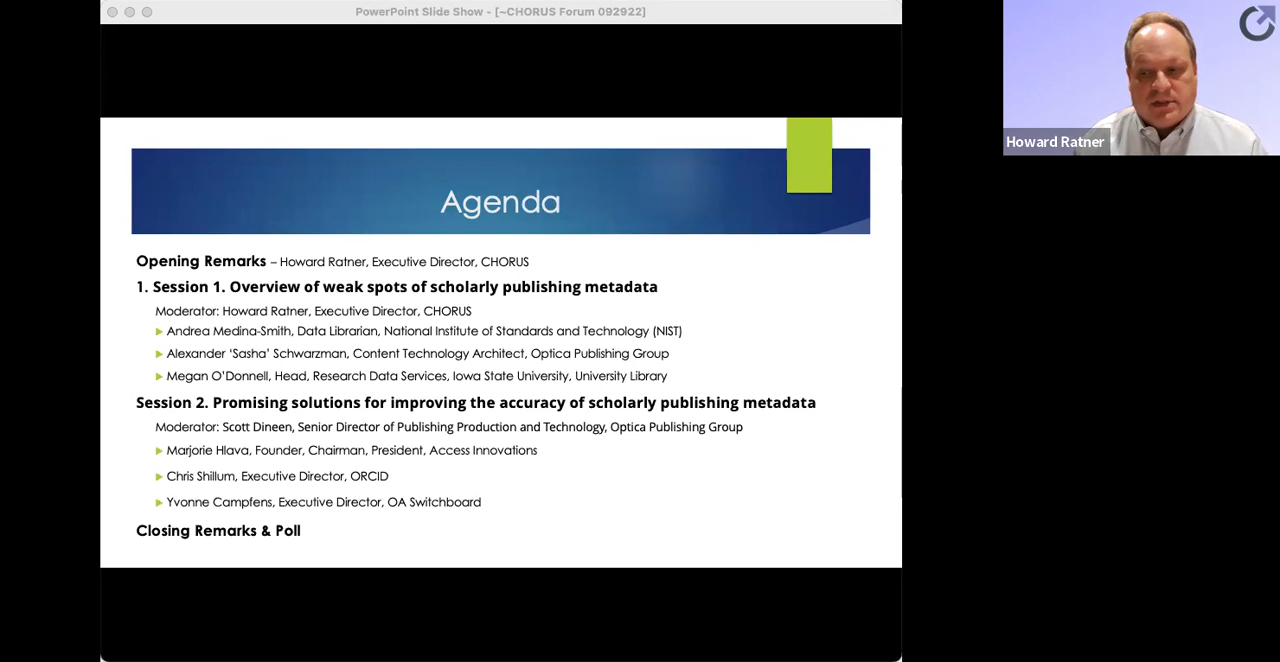 PowerPoint Slide Show - [~CHORUS Forum 092922]
Howard Ratner
Agenda
Opening Remarks – Howard Ratner, Executive Director, CHORUS
1. Session 1. Overview of weak spots of scholarly publishing metadata
Moderator: Howard Ratner, Executive Director, CHORUS
Andrea Medina-Smith, Data Librarian, National Institute of Standards and Technology (NIST)
Alexander ‘Sasha’ Schwarzman, Content Technology Architect, Optica Publishing Group
Megan O’Donnell, Head, Research Data Services, Iowa State University, University Library
Session 2. Promising solutions for improving the accuracy of scholarly publishing metadata
Moderator: Scott Dineen, Senior Director of Publishing Production and Technology, Optica Publishing Group
Marjorie Hlava, Founder, Chairman, President, Access Innovations
Chris Shillum, Executive Director, ORCID
Yvonne Campfens, Executive Director, OA Switchboard
Closing Remarks & Poll